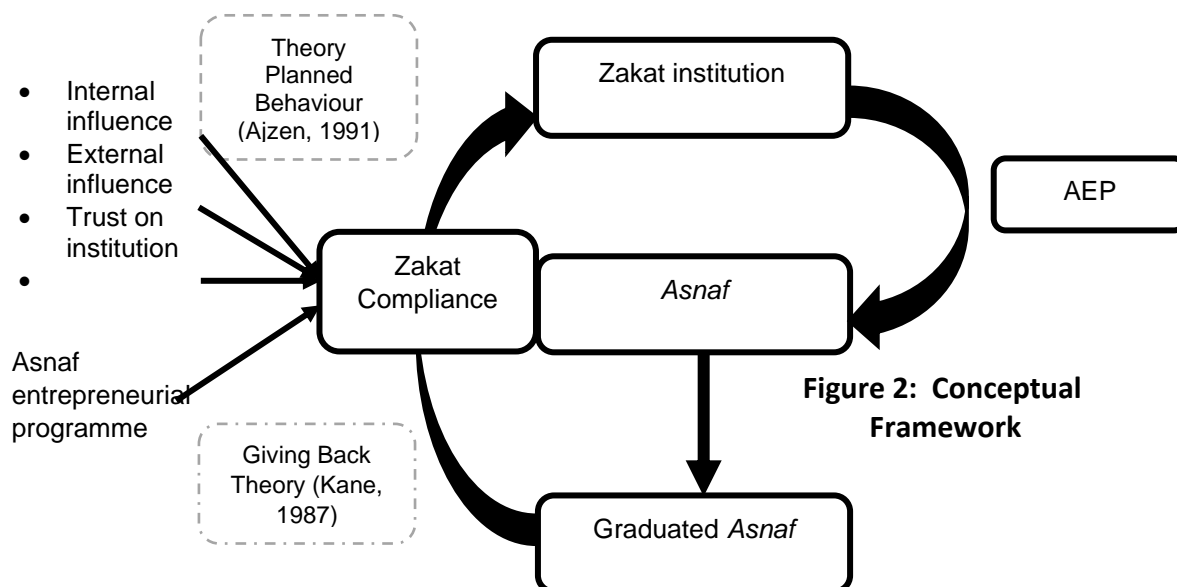 Theory
Planned
Behaviour
(Ajzen, 1991)
• Internal
influence
• External
influence
• Trust on
institution
•
Asnaf
entrepreneurial
programme
Zakat institution
AEP
Zakat
Compliance
Asnaf
Figure 2: Conceptual
Framework
Giving Back
Theory (Kane,
1987)
Graduated Asnaf